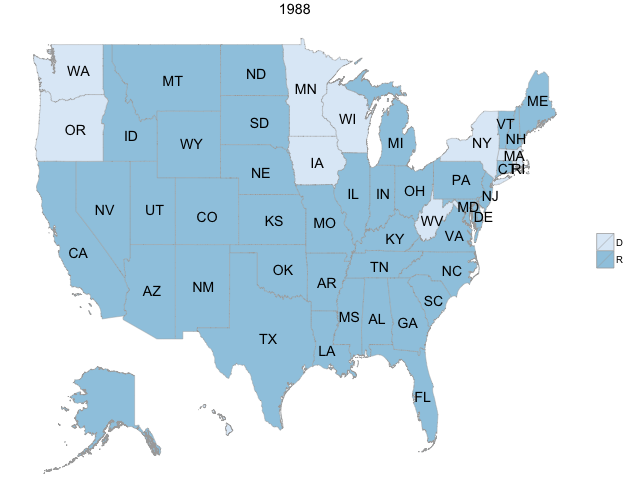 1988
WA
MT
ND
MN
ME
OR
ID
SD
WI
VT
NH
NY
WY
MI
MA
CT
RI
IA
NE
PA
NV
UT
CO
IL
IN
OH
NJ
MD
DE
KS
MO
WV
VA
D
R
CA
KY
AZ
NM
OK
TN
NC
AR
SC
MS
AL
GA
TX
LA
FL